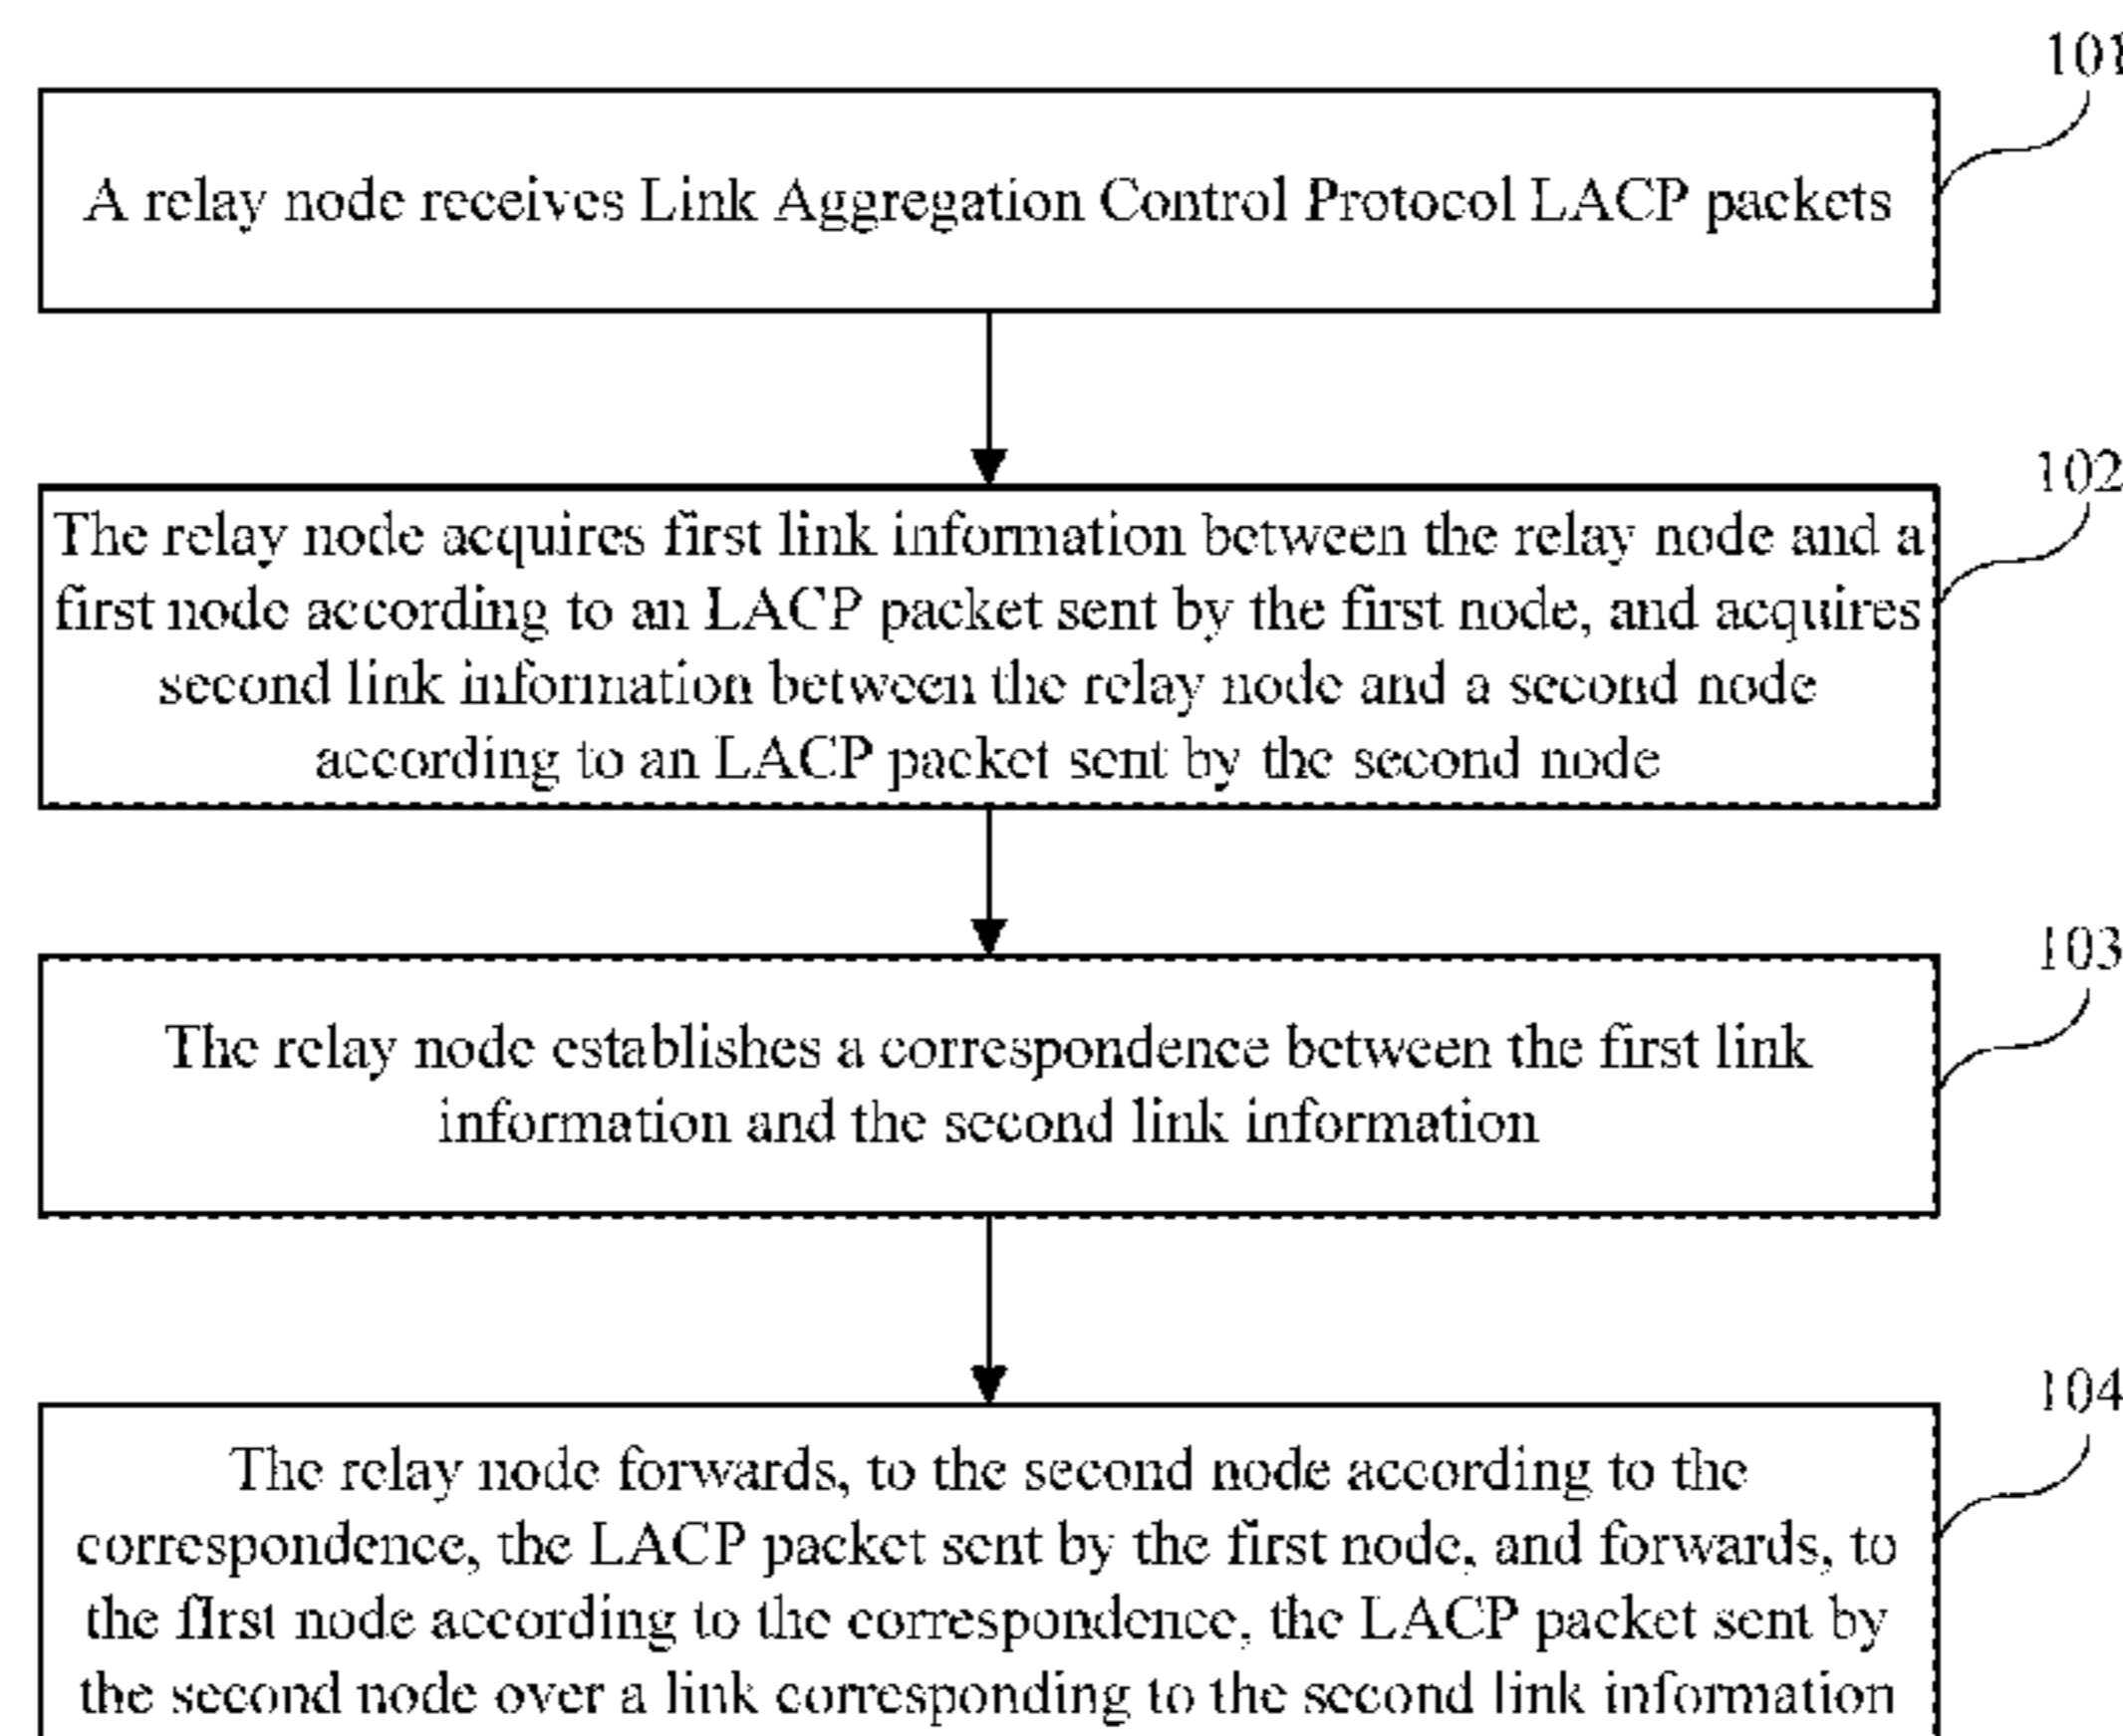 101
A relay node receives Link Aggregation Control Protocol LACP packets
102
The relay node acquires first link information between the relay node and a
first node according to an LACP packet sent by the first node, and acquires
second link information between the relay node and a second node
according to an LACP packet sent by the second node
103
The relay node establishes a correspondence between the first link
information and the second link information
104
The relay node forwards, to the second node according to the
correspondence, the LACP packet sent by the first node, and forwards, to
the first node according to the correspondence, the LACP packet sent by
the second node over a link corresponding to the second link information